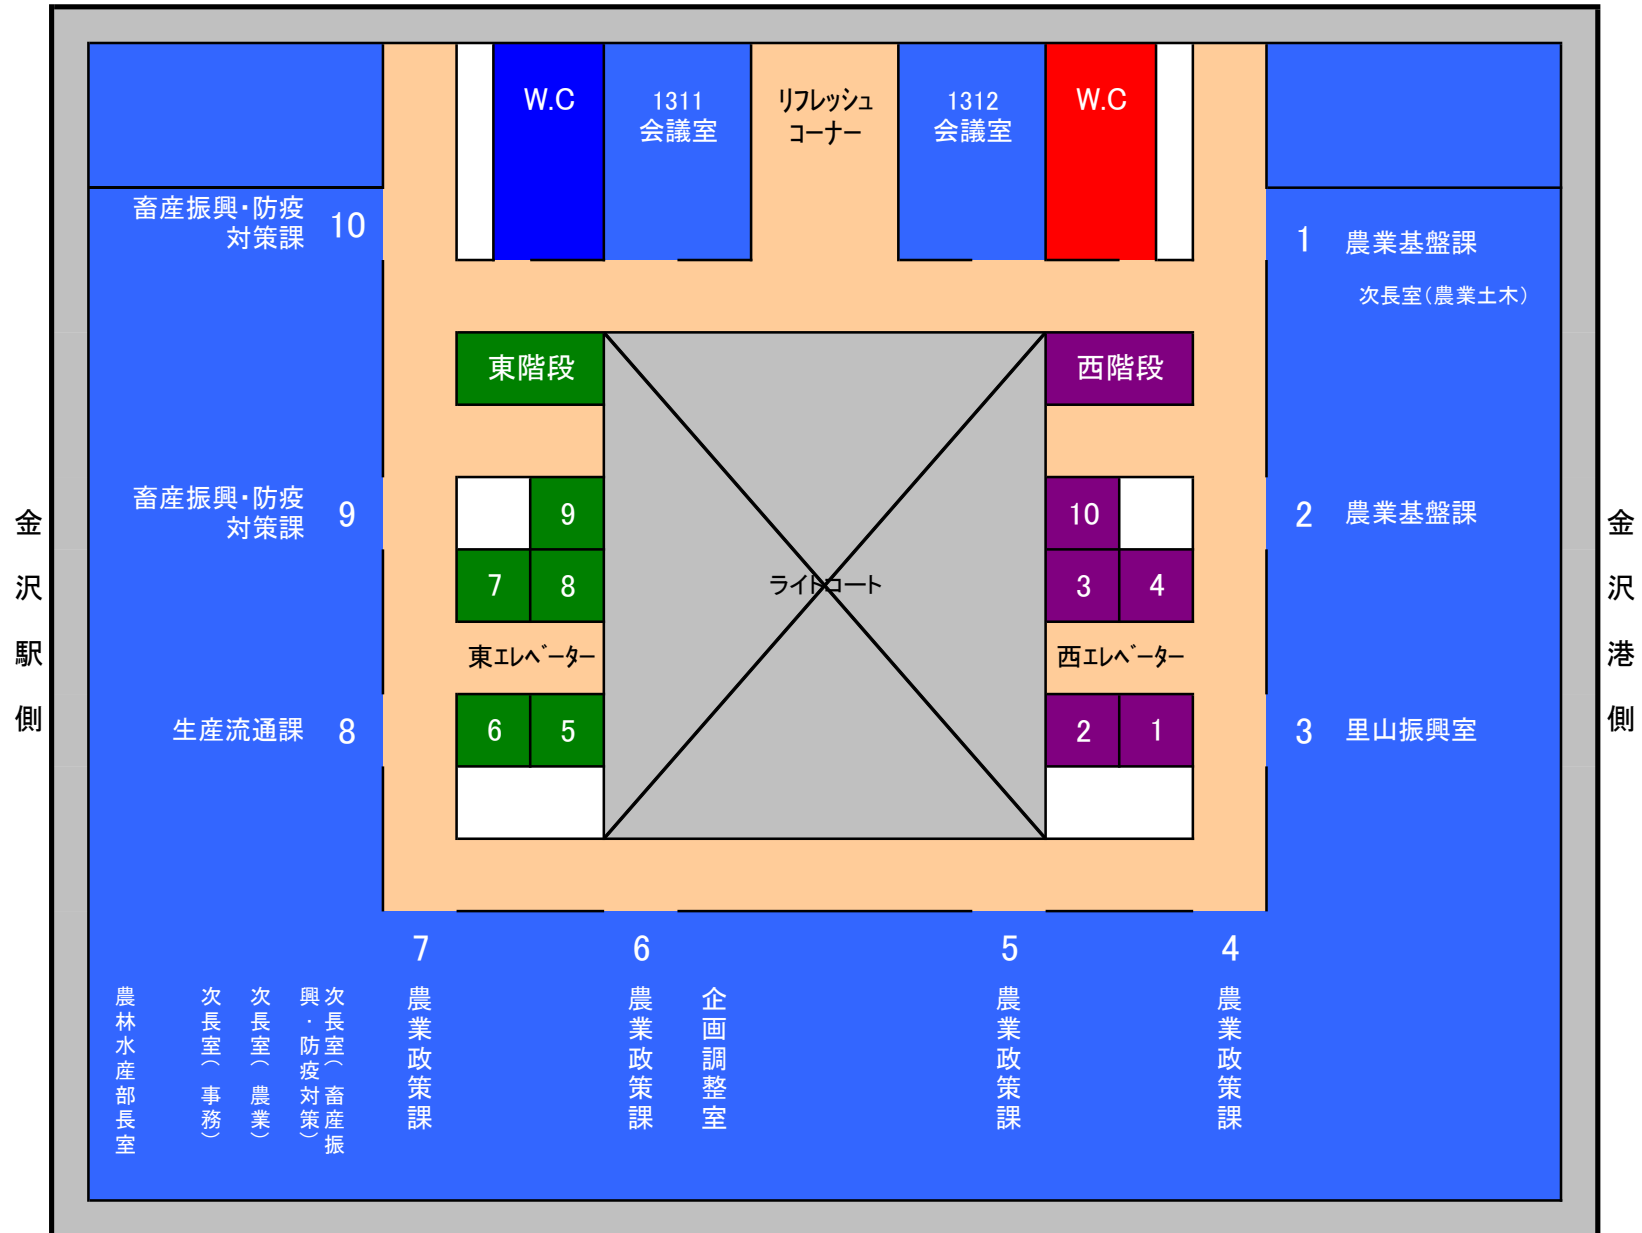 W.C
1311
会議室
リフレッシュ
コーナー
1312
会議室
W.C
畜産振興・防疫
対策課
10
1
農業基盤課
次長室（農業土木）
東階段
西階段
畜産振興・防疫
対策課
9
9
10
2
農業基盤課
7
8
ライトコート
3
4
東エレベーター
西エレベーター
生産流通課
8
6
5
2
1
3
里山振興室
金沢駅側
金沢港側
7
農業政策課
6
農業政策課
企画調整室
5
農業政策課
4
農業政策課
次長室（畜産振
興・防疫対策）
次長室（農業）
次長室（事務）
農林水産部長室